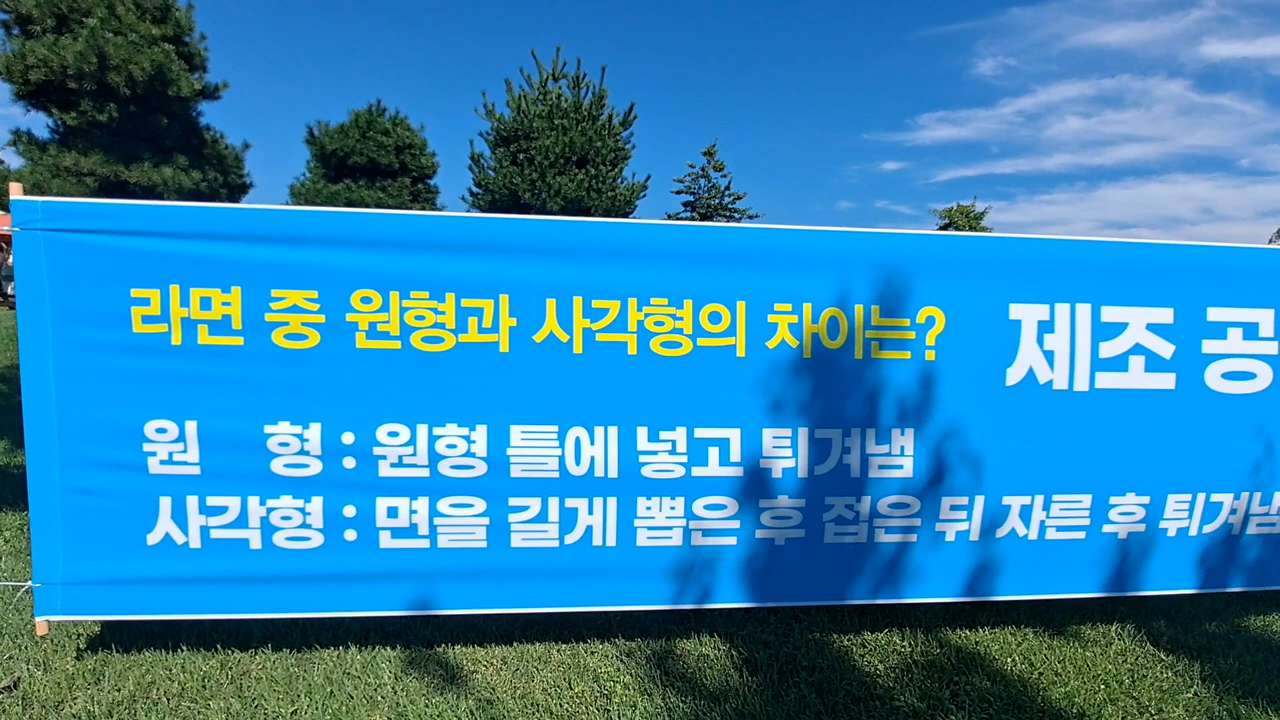 라면 중 원형과 사각형의 차이는?
제조 공
원 형 : 원형 틀에 넣고 튀겨냄
사각형 : 면을 길게 뽑은 후 접은 뒤 자른 후 튀겨냄